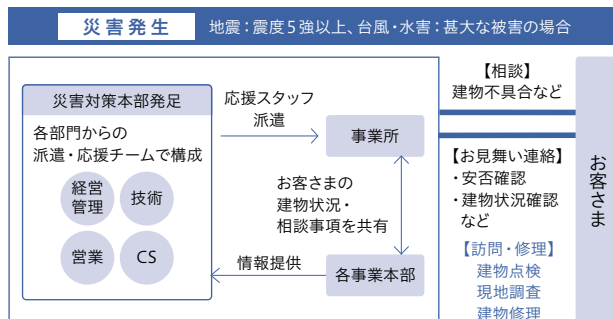 災害発生 地震：震度5強以上、台風・水害：甚大な被害の場合
災害対策本部発足
各部門からの
派遣・応援チームで構成
経営
管理
技術
営業
CS
応援スタッフ
派遣
事業所
お客さまの
建物状況・
相談事項を共有
情報提供
各事業本部
【相談】
建物不具合など
【お見舞い連絡】
・安否確認
・建物状況確認
など
【訪問・修理】
建物点検
現地調査
建物修理
お客さま